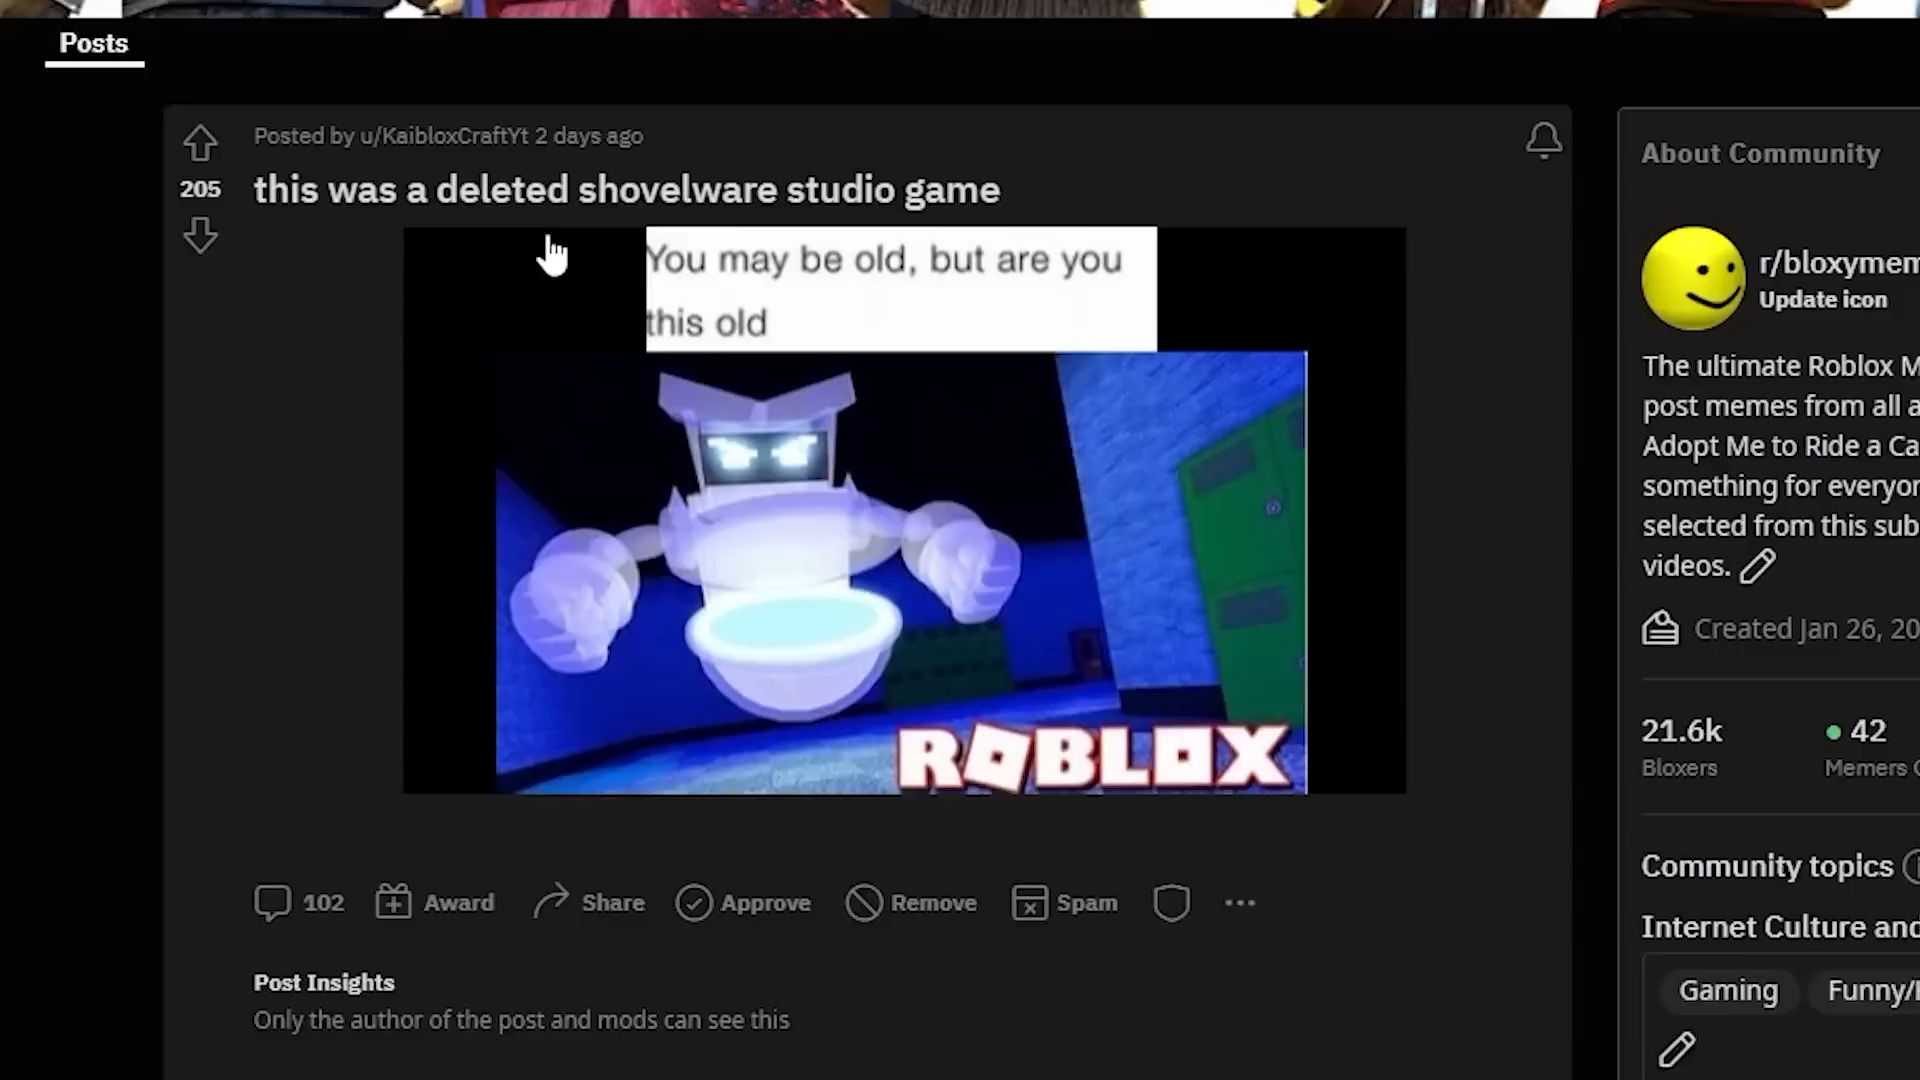 Posts
Posted by u/KaibloxCraftYt 2 days ago
205
this was a deleted shovelware studio game
You may be old, but are you
this old
ROBLOX
102
Award
Share
Approve
Remove
Spam
Post Insights
Only the author of the post and mods can see this
About Community
r/bloxymem
Update icon
The ultimate Roblox M
post memes from all a
Adopt Me to Ride a Ca
something for everyon
selected from this sub
videos.
Created Jan 26, 20
21.6k
42
Bloxers
Memers
Community topics
Internet Culture and
Gaming
Funny/